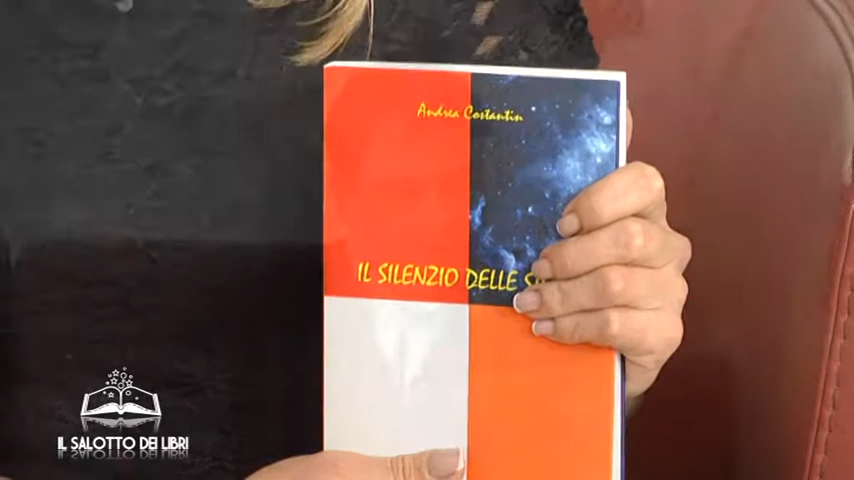 Andrea Costantin
IL SILENZIO DELLE
IL SALOTTO DEI LIBRI